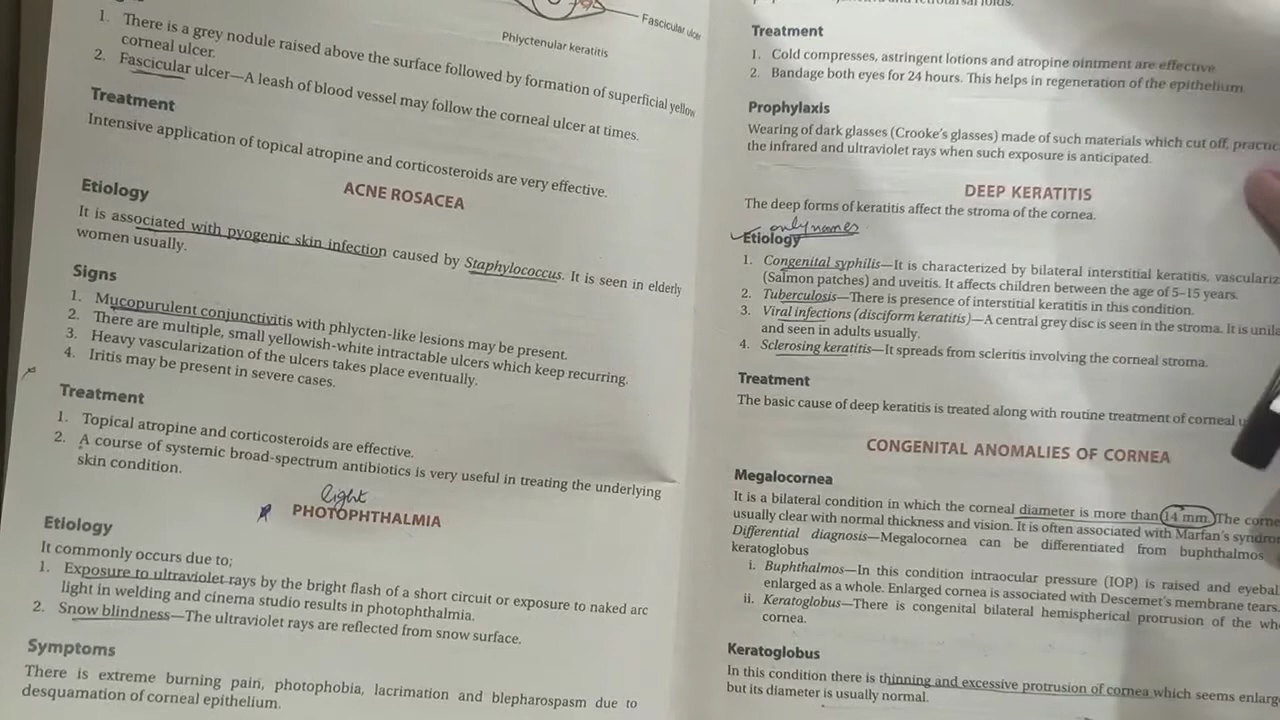 Fascicular ulcer
Phlyctenular keratitis
1. There is a grey nodule raised above the surface followed by formation of superficial yellow
corneal ulcer.
2. Fascicular ulcer—A leash of blood vessel may follow the corneal ulcer at times.
Treatment
Intensive application of topical atropine and corticosteroids are very effective.
ACNE ROSACEA
Etiology
It is associated with pyogenic skin infection caused by Staphylococcus. It is seen in elderly
women usually.
Signs
1. Mucopurulent conjunctivitis with phlycten-like lesions may be present.
2. There are multiple, small yellowish-white intractable ulcers which keep recurring.
3. Heavy vascularization of the ulcers takes place eventually.
4. Iritis may be present in severe cases.
Treatment
1. Topical atropine and corticosteroids are effective.
2. A course of systemic broad-spectrum antibiotics is very useful in treating the underlying
skin condition.
light
PHOTOPHTHALMIA
Etiology
It commonly occurs due to;
1. Exposure to ultraviolet rays by the bright flash of a short circuit or exposure to naked arc
light in welding and cinema studio results in photophthalmia.
2. Snow blindness—The ultraviolet rays are reflected from snow surface.
Symptoms
There is extreme burning pain, photophobia, lacrimation and blepharospasm due to
desquamation of corneal epithelium.
Treatment
1. Cold compresses, astringent lotions and atropine ointment are effective
2. Bandage both eyes for 24 hours. This helps in regeneration of the epithelium
Prophylaxis
Wearing of dark glasses (Crooke's glasses) made of such materials which cut off,
the infrared and ultraviolet rays when such exposure is anticipated.
DEEP KERATITIS
The deep forms of keratitis affect the stroma of the cornea.
only names
Etiology
1. Congenital syphilis—It is characterized by bilateral interstitial keratitis, vasculariz
(Salmon patches) and uveitis. It affects children between the age of 5–15 years.
2. Tuberculosis—There is presence of interstitial keratitis in this condition.
3. Viral infections (disciform keratitis)—A central grey disc is seen in the stroma. It is unila
and seen in adults usually.
4. Sclerosing keratitis—It spreads from scleritis involving the corneal stroma.
Treatment
The basic cause of deep keratitis is treated along with routine treatment of corneal u
CONGENITAL ANOMALIES OF CORNEA
Megalocornea
It is a bilateral condition in which the corneal diameter is more than 14 mm. The corne
usually clear with normal thickness and vision. It is often associated with Marfan's syndro
Differential diagnosis—Megalocornea can be differentiated from buphthalmos
keratoglobus
i. Buphthalmos—In this condition intraocular pressure (IOP) is raised and eyebal
enlarged as a whole. Enlarged cornea is associated with Descemet's membrane tears.
ii. Keratoglobus—There is congenital bilateral hemispherical protrusion of the wh
cornea.
Keratoglobus
In this condition there is thinning and excessive protrusion of cornea which seems enlarg
but its diameter is usually normal.